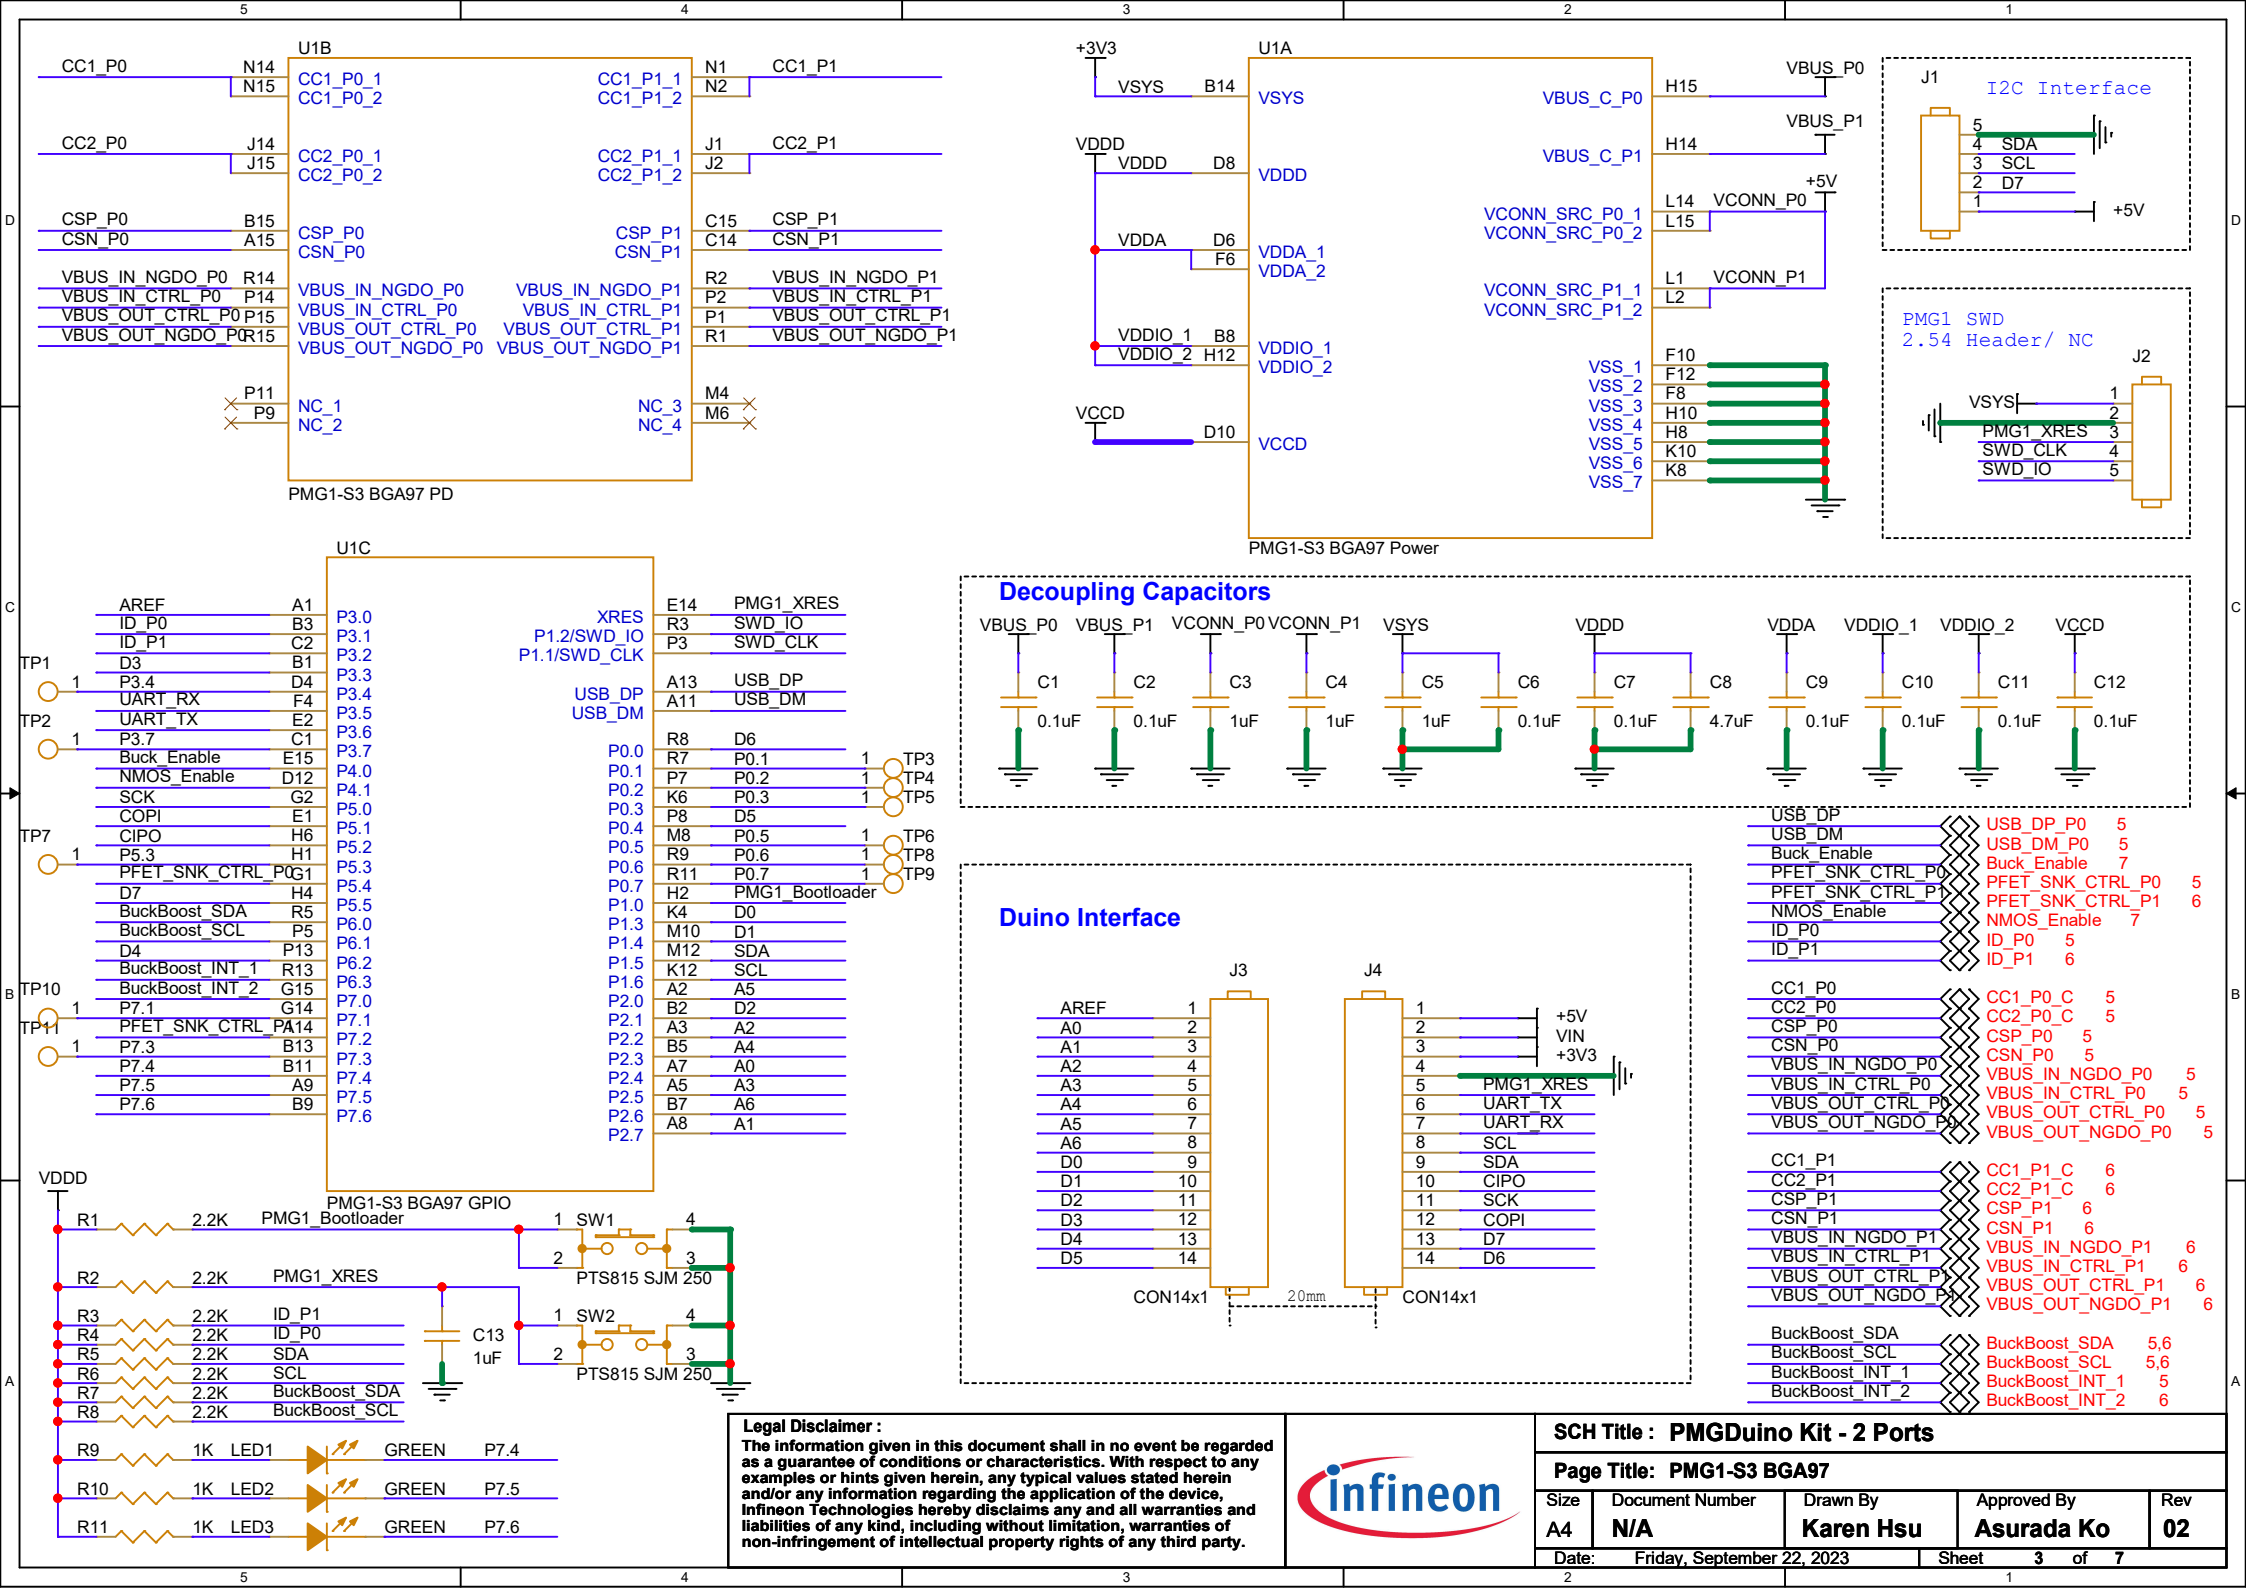 5 4 3 2 1
U1B
CC1_P0 N14 CC1_P0_1 CC1_P1_1 N1 CC1_P1
N15 CC1_P0_2 CC1_P1_2 N2
CC2_P0 J14 CC2_P0_1 CC2_P1_1 J1 CC2_P1
J15 CC2_P0_2 CC2_P1_2 J2
CSP_P0 B15 CSP_P0 CSP_P1 C15 CSP_P1
CSN_P0 A15 CSN_P0 CSN_P1 C14 CSN_P1
VBUS_IN_NGDO_P0 R14 VBUS_IN_NGDO_P0 VBUS_IN_NGDO_P1 R2 VBUS_IN_NGDO_P1
VBUS_IN_CTRL_P0 P14 VBUS_IN_CTRL_P0 VBUS_IN_CTRL_P1 P2 VBUS_IN_CTRL_P1
VBUS_OUT_CTRL_P0 P15 VBUS_OUT_CTRL_P0 VBUS_OUT_CTRL_P1 P1 VBUS_OUT_CTRL_P1
VBUS_OUT_NGDO_P0 R15 VBUS_OUT_NGDO_P0 VBUS_OUT_NGDO_P1 R1 VBUS_OUT_NGDO_P1
P11 NC_1 NC_3 M4
P9 NC_2 NC_4 M6
PMG1-S3 BGA97 PD
U1A
+3V3
VSYS B14 VSYS VBUS_C_P0 H15 VBUS_P0
VBUS_C_P1 H14 VBUS_P1
VDDD
VDDD D8 VDDD
VCONN_SRC_P0_1 L14 VCONN_P0 +5V
VCONN_SRC_P0_2 L15
VDDA D6 VDDA_1
F6 VDDA_2
VCONN_SRC_P1_1 L1 VCONN_P1
VCONN_SRC_P1_2 L2
VDDIO_1 B8 VDDIO_1
VDDIO_2 H12 VDDIO_2
VSS_1 F10
VSS_2 F12
VSS_3 F8
VSS_4 H10
VSS_5 H8
VSS_6 K10
VSS_7 K8
VCCD
D10 VCCD
PMG1-S3 BGA97 Power
J1 I2C Interface
5
4 SDA
3 SCL
2 D7
1 +5V
PMG1 SWD
2.54 Header/ NC
J2
VSYS 1
2
PMG1_XRES 3
SWD_CLK 4
SWD_IO 5
D D
U1C
AREF A1 P3.0
ID_P0 B3 P3.1
ID_P1 C2 P3.2
D3 B1 P3.3
TP1 1 P3.4 D4 P3.4
UART_RX F4 P3.5
UART_TX E2 P3.6
TP2 1 P3.7 C1 P3.7
Buck_Enable E15 P4.0
NMOS_Enable D12 P4.1
SCK G2 P5.0
COPI E1 P5.1
CIPO H6 P5.2
TP7 1 P5.3 H1 P5.3
PFET_SNK_CTRL_P0 G1 P5.4
D7 H4 P5.5
BuckBoost_SDA R5 P6.0
BuckBoost_SCL P5 P6.1
D4 P13 P6.2
BuckBoost_INT_1 R13 P6.3
BuckBoost_INT_2 G15 P7.0
TP10 1 P7.1 G14 P7.1
PFET_SNK_CTRL_P1 A14 P7.2
TP11 1 P7.3 B13 P7.3
P7.4 B11 P7.4
P7.5 A9 P7.5
P7.6 B9 P7.6
XRES E14 PMG1_XRES
P1.2/SWD_IO R3 SWD_IO
P1.1/SWD_CLK P3 SWD_CLK
USB_DP A13 USB_DP
USB_DM A11 USB_DM
P0.0 R8 D6
P0.1 R7 P0.1 1 TP3
P0.2 P7 P0.2 1 TP4
P0.3 K6 P0.3 1 TP5
P0.4 P8 D5
P0.5 M8 P0.5 1 TP6
P0.6 R9 P0.6 1 TP8
P0.7 R11 P0.7 1 TP9
P1.0 H2 PMG1_Bootloader
P1.3 K4 D0
P1.4 M10 D1
P1.5 M12 SDA
P1.6 K12 SCL
P2.0 A2 A5
P2.1 B2 D2
P2.2 A3 A2
P2.3 B5 A4
P2.4 A7 A0
P2.5 A5 A3
P2.6 B7 A6
P2.7 A8 A1
PMG1-S3 BGA97 GPIO
C C
Decoupling Capacitors
VBUS_P0 VBUS_P1 VCONN_P0 VCONN_P1 VSYS VDDD VDDA VDDIO_1 VDDIO_2 VCCD
C1 C2 C3 C4 C5 C6 C7 C8 C9 C10 C11 C12
0.1uF 0.1uF 1uF 1uF 1uF 0.1uF 0.1uF 4.7uF 0.1uF 0.1uF 0.1uF 0.1uF
Duino Interface
J3 J4
AREF 1
A0 2
A1 3
A2 4
A3 5
A4 6
A5 7
A6 8
D0 9
D1 10
D2 11
D3 12
D4 13
D5 14
CON14x1
1 +5V
2 VIN
3 +3V3
4
5 PMG1_XRES
6 UART_TX
7 UART_RX
8 SCL
9 SDA
10 CIPO
11 SCK
12 COPI
13 D7
14 D6
CON14x1
20mm
USB_DP USB_DP_P0 5
USB_DM USB_DM_P0 5
Buck_Enable Buck_Enable 7
PFET_SNK_CTRL_P0 PFET_SNK_CTRL_P0 5
PFET_SNK_CTRL_P1 PFET_SNK_CTRL_P1 6
NMOS_Enable NMOS_Enable 7
ID_P0 ID_P0 5
ID_P1 ID_P1 6
CC1_P0 CC1_P0_C 5
CC2_P0 CC2_P0_C 5
CSP_P0 CSP_P0 5
CSN_P0 CSN_P0 5
VBUS_IN_NGDO_P0 VBUS_IN_NGDO_P0 5
VBUS_IN_CTRL_P0 VBUS_IN_CTRL_P0 5
VBUS_OUT_CTRL_P0 VBUS_OUT_CTRL_P0 5
VBUS_OUT_NGDO_P0 VBUS_OUT_NGDO_P0 5
CC1_P1 CC1_P1_C 6
CC2_P1 CC2_P1_C 6
CSP_P1 CSP_P1 6
CSN_P1 CSN_P1 6
VBUS_IN_NGDO_P1 VBUS_IN_NGDO_P1 6
VBUS_IN_CTRL_P1 VBUS_IN_CTRL_P1 6
VBUS_OUT_CTRL_P1 VBUS_OUT_CTRL_P1 6
VBUS_OUT_NGDO_P1 VBUS_OUT_NGDO_P1 6
BuckBoost_SDA BuckBoost_SDA 5,6
BuckBoost_SCL BuckBoost_SCL 5,6
BuckBoost_INT_1 BuckBoost_INT_1 5
BuckBoost_INT_2 BuckBoost_INT_2 6
B B
VDDD
R1 2.2K PMG1_Bootloader 1 SW1 4
2 3
PTS815 SJM 250
R2 2.2K PMG1_XRES
R3 2.2K ID_P1 1 SW2 4
R4 2.2K ID_P0 C13
R5 2.2K SDA 1uF 2 3
R6 2.2K SCL PTS815 SJM 250
R7 2.2K BuckBoost_SDA
R8 2.2K BuckBoost_SCL
R9 1K LED1 GREEN P7.4
R10 1K LED2 GREEN P7.5
R11 1K LED3 GREEN P7.6
A A
Legal Disclaimer :
The information given in this document shall in no event be regarded
as a guarantee of conditions or characteristics. With respect to any
examples or hints given herein, any typical values stated herein
and/or any information regarding the application of the device,
Infineon Technologies hereby disclaims any and all warranties and
liabilities of any kind, including without limitation, warranties of
non-infringement of intellectual property rights of any third party.
infineon
SCH Title : PMGDuino Kit - 2 Ports
Page Title: PMG1-S3 BGA97
Size Document Number Drawn By Approved By Rev
A4 N/A Karen Hsu Asurada Ko 02
Date: Friday, September 22, 2023 Sheet 3 of 7
5 4 3 2 1